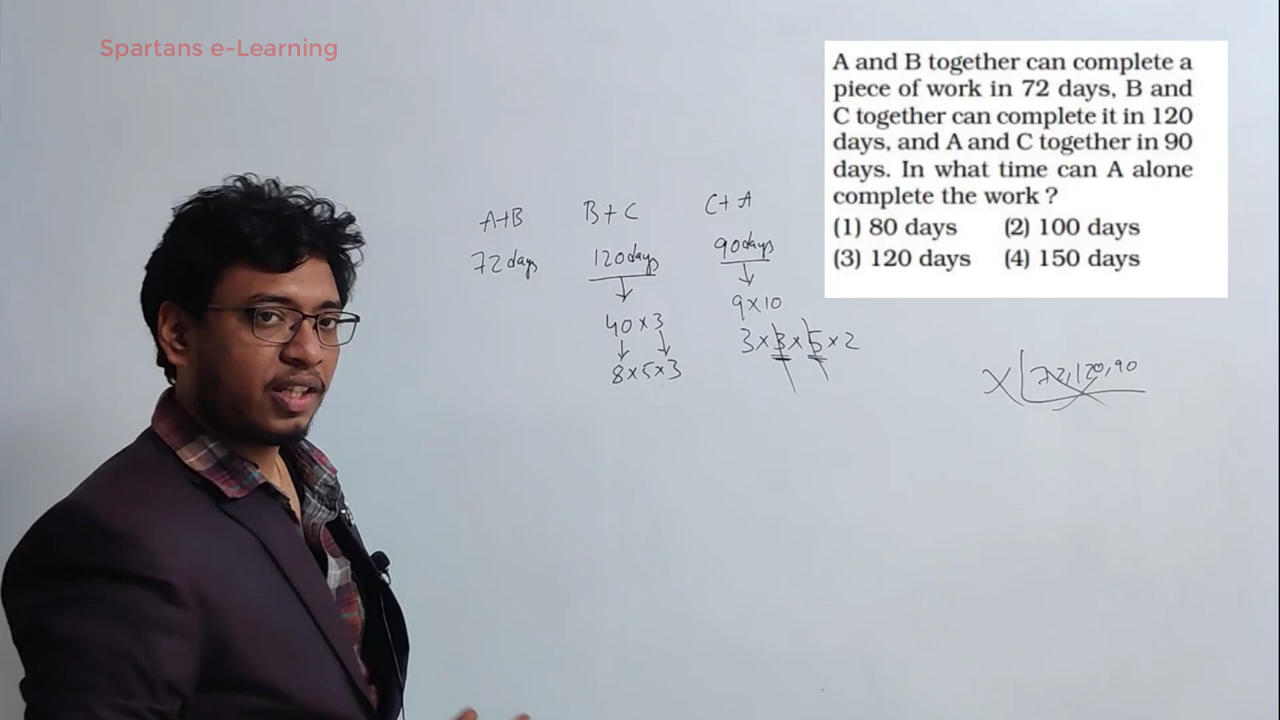 Spartans e-Learning
A and B together can complete a
piece of work in 72 days, B and
C together can complete it in 120
days, and A and C together in 90
days. In what time can A alone
complete the work ?
(1) 80 days (2) 100 days
(3) 120 days (4) 150 days
A+B B+C C+A
72 days 120 days 90 days
9×10
40×3
3×3×5×2
8×5×3
72,120,90